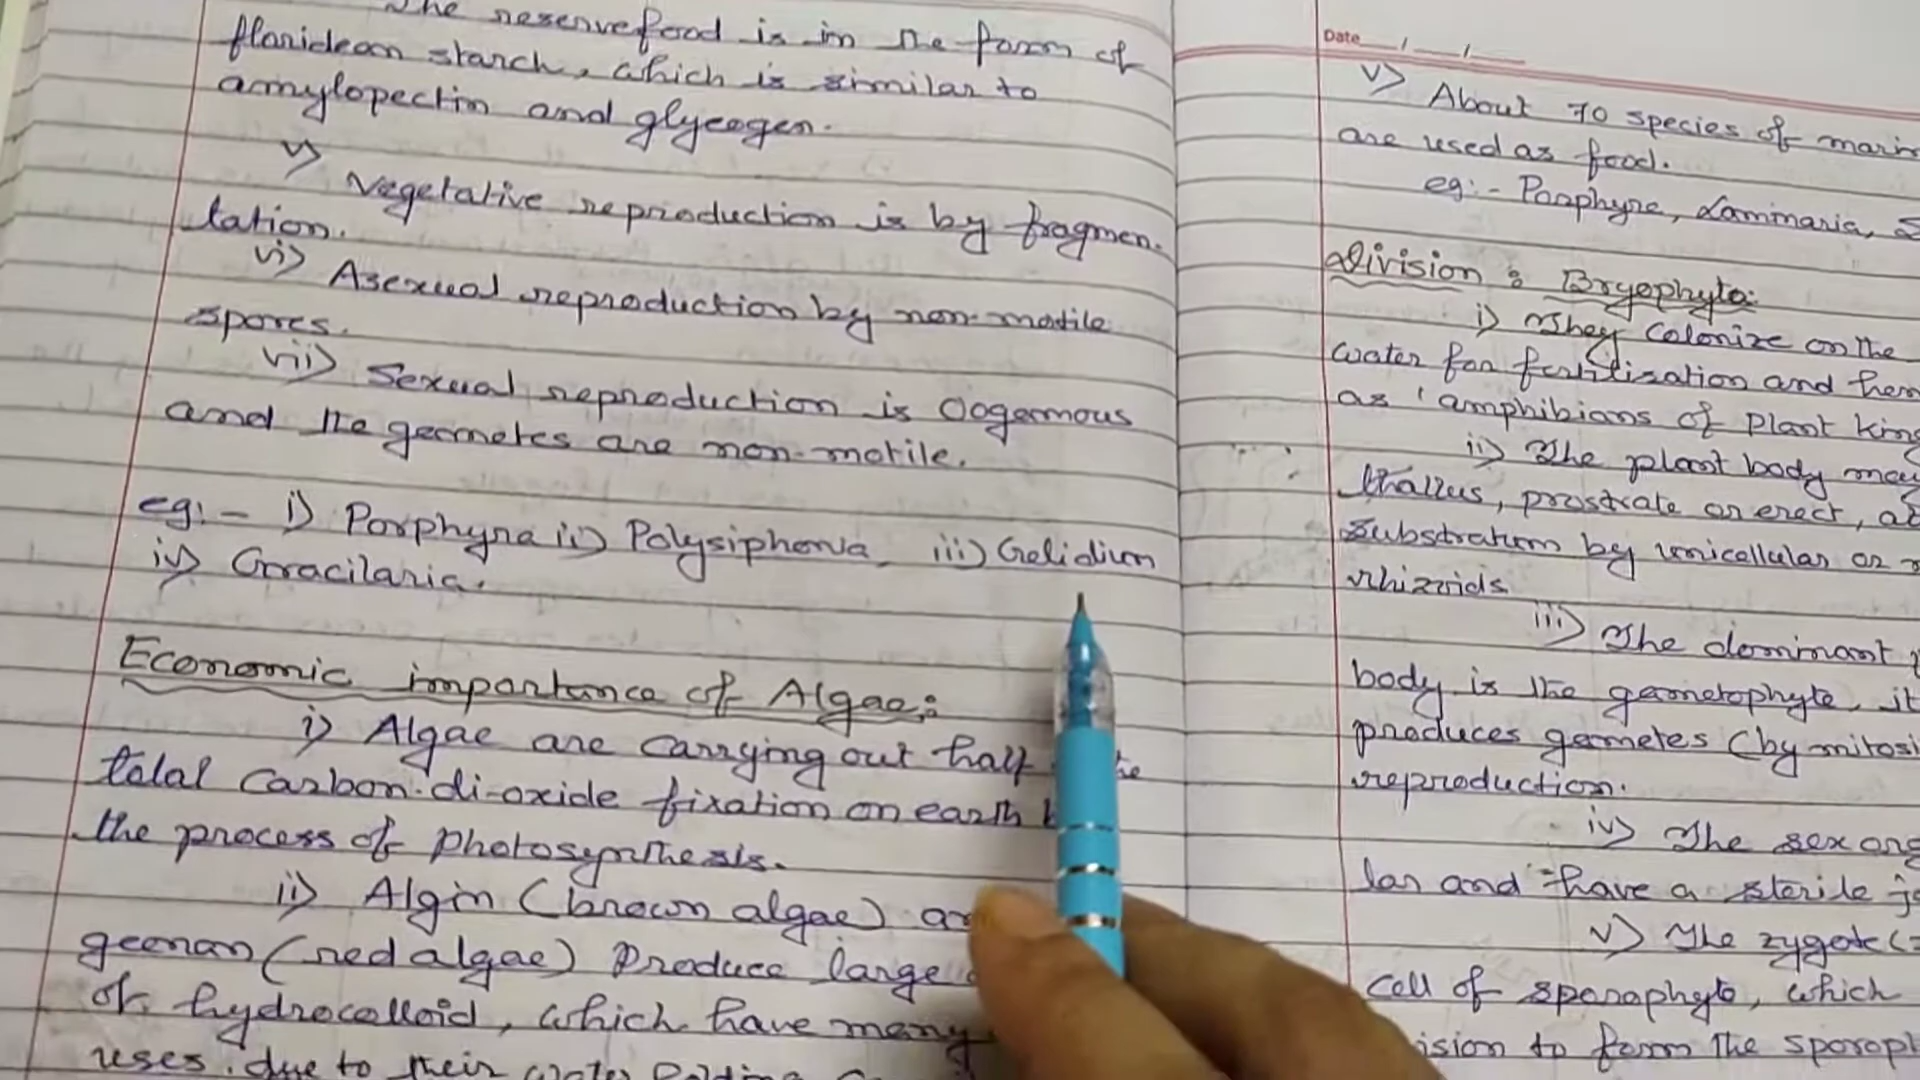 The reserve food is in the form of
floridean starch, which is similar to
amylopectin and glycogen.
v) Vegetative reproduction is by fragmen-
tation.
vi) Asexual reproduction by non-motile
spores.
vii) Sexual reproduction is Oogamous
and the gametes are non-motile.
eg:- i) Porphyra ii) Polysiphonia, iii) Gelidium
iv) Gracilaria.
Economic importance of Algae:
i) Algae are carrying out half
total Carbon-di-oxide fixation on earth
the process of photosynthesis.
ii) Algin (brown algae)
geenan (red algae) produce large
of hydrocolloid, which have many
uses. due to their water
Date
v) About 70 species of
are used as food.
eg:- Porphyra, Laminaria,
Division : Bryophyta:
i) They Colonize on the
water for fertilization and
as 'amphibians of plant
ii) The plant body may
thallus, prostrate or erect,
substratum by unicellular or
rhizoids
iii) The dominant
body is the gametophyte, it
produces gametes (by
reproduction.
iv) The sex
lar and have a sterile
v) The zygote
cell of sporophyte, which
to form the